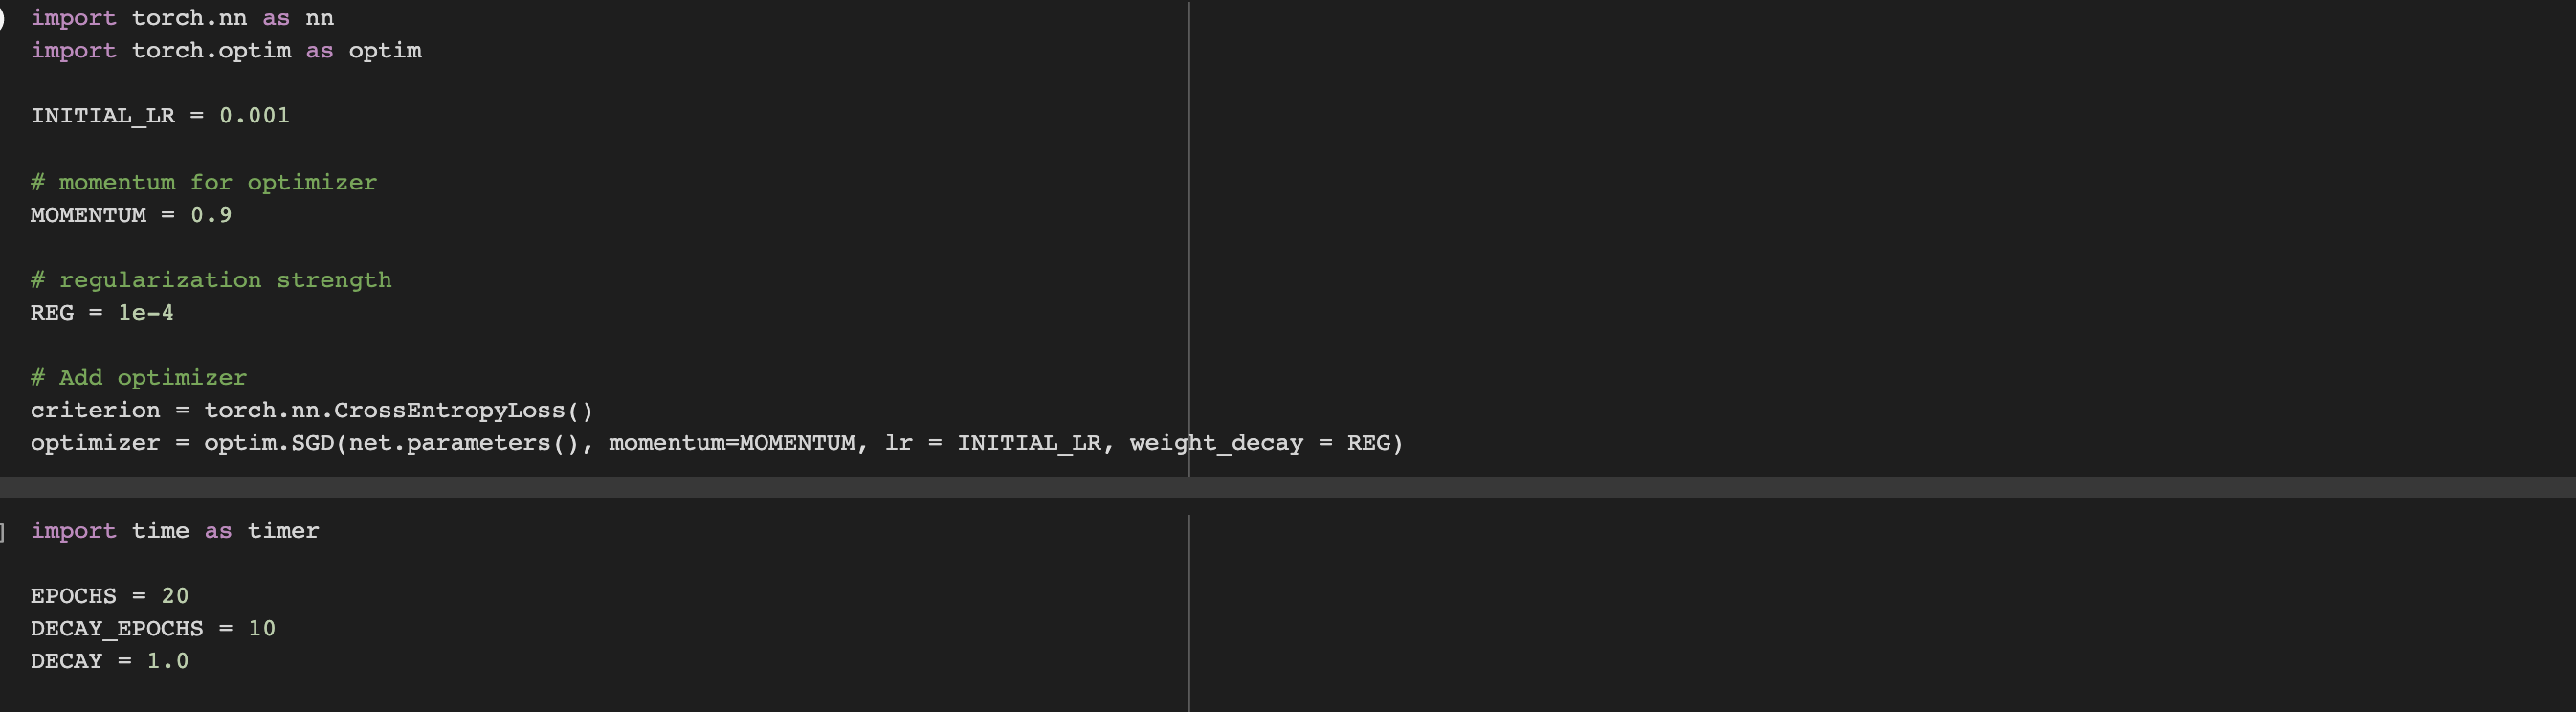 import torch.nn as nn
import torch.optim as optim
INITIAL_LR = 0.001
# momentum for optimizer
MOMENTUM = 0.9
# regularization strength
REG = 1e-4
# Add optimizer
criterion = torch.nn.CrossEntropyLoss()
optimizer = optim.SGD(net.parameters(), momentum=MOMENTUM, lr = INITIAL_LR, weight_decay = REG)
import time as timer
EPOCHS = 20
DECAY_EPOCHS = 10
DECAY = 1.0